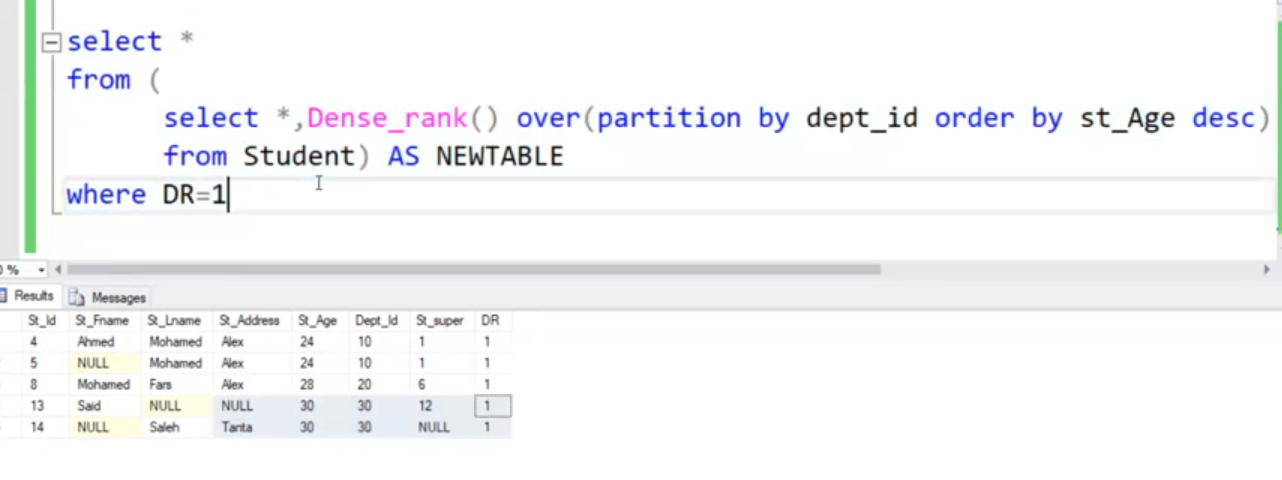 select *
from (
select *,Dense_rank() over(partition by dept_id order by st_Age desc)
from Student) AS NEWTABLE
where DR=1
%
Results Messages
St_Id St_Fname St_Lname St_Address St_Age Dept_Id St_super DR
4 Ahmed Mohamed Alex 24 10 1 1
5 NULL Mohamed Alex 24 10 1 1
8 Mohamed Fars Alex 28 20 6 1
13 Said NULL NULL 30 30 12 1
14 NULL Saleh Tanta 30 30 NULL 1